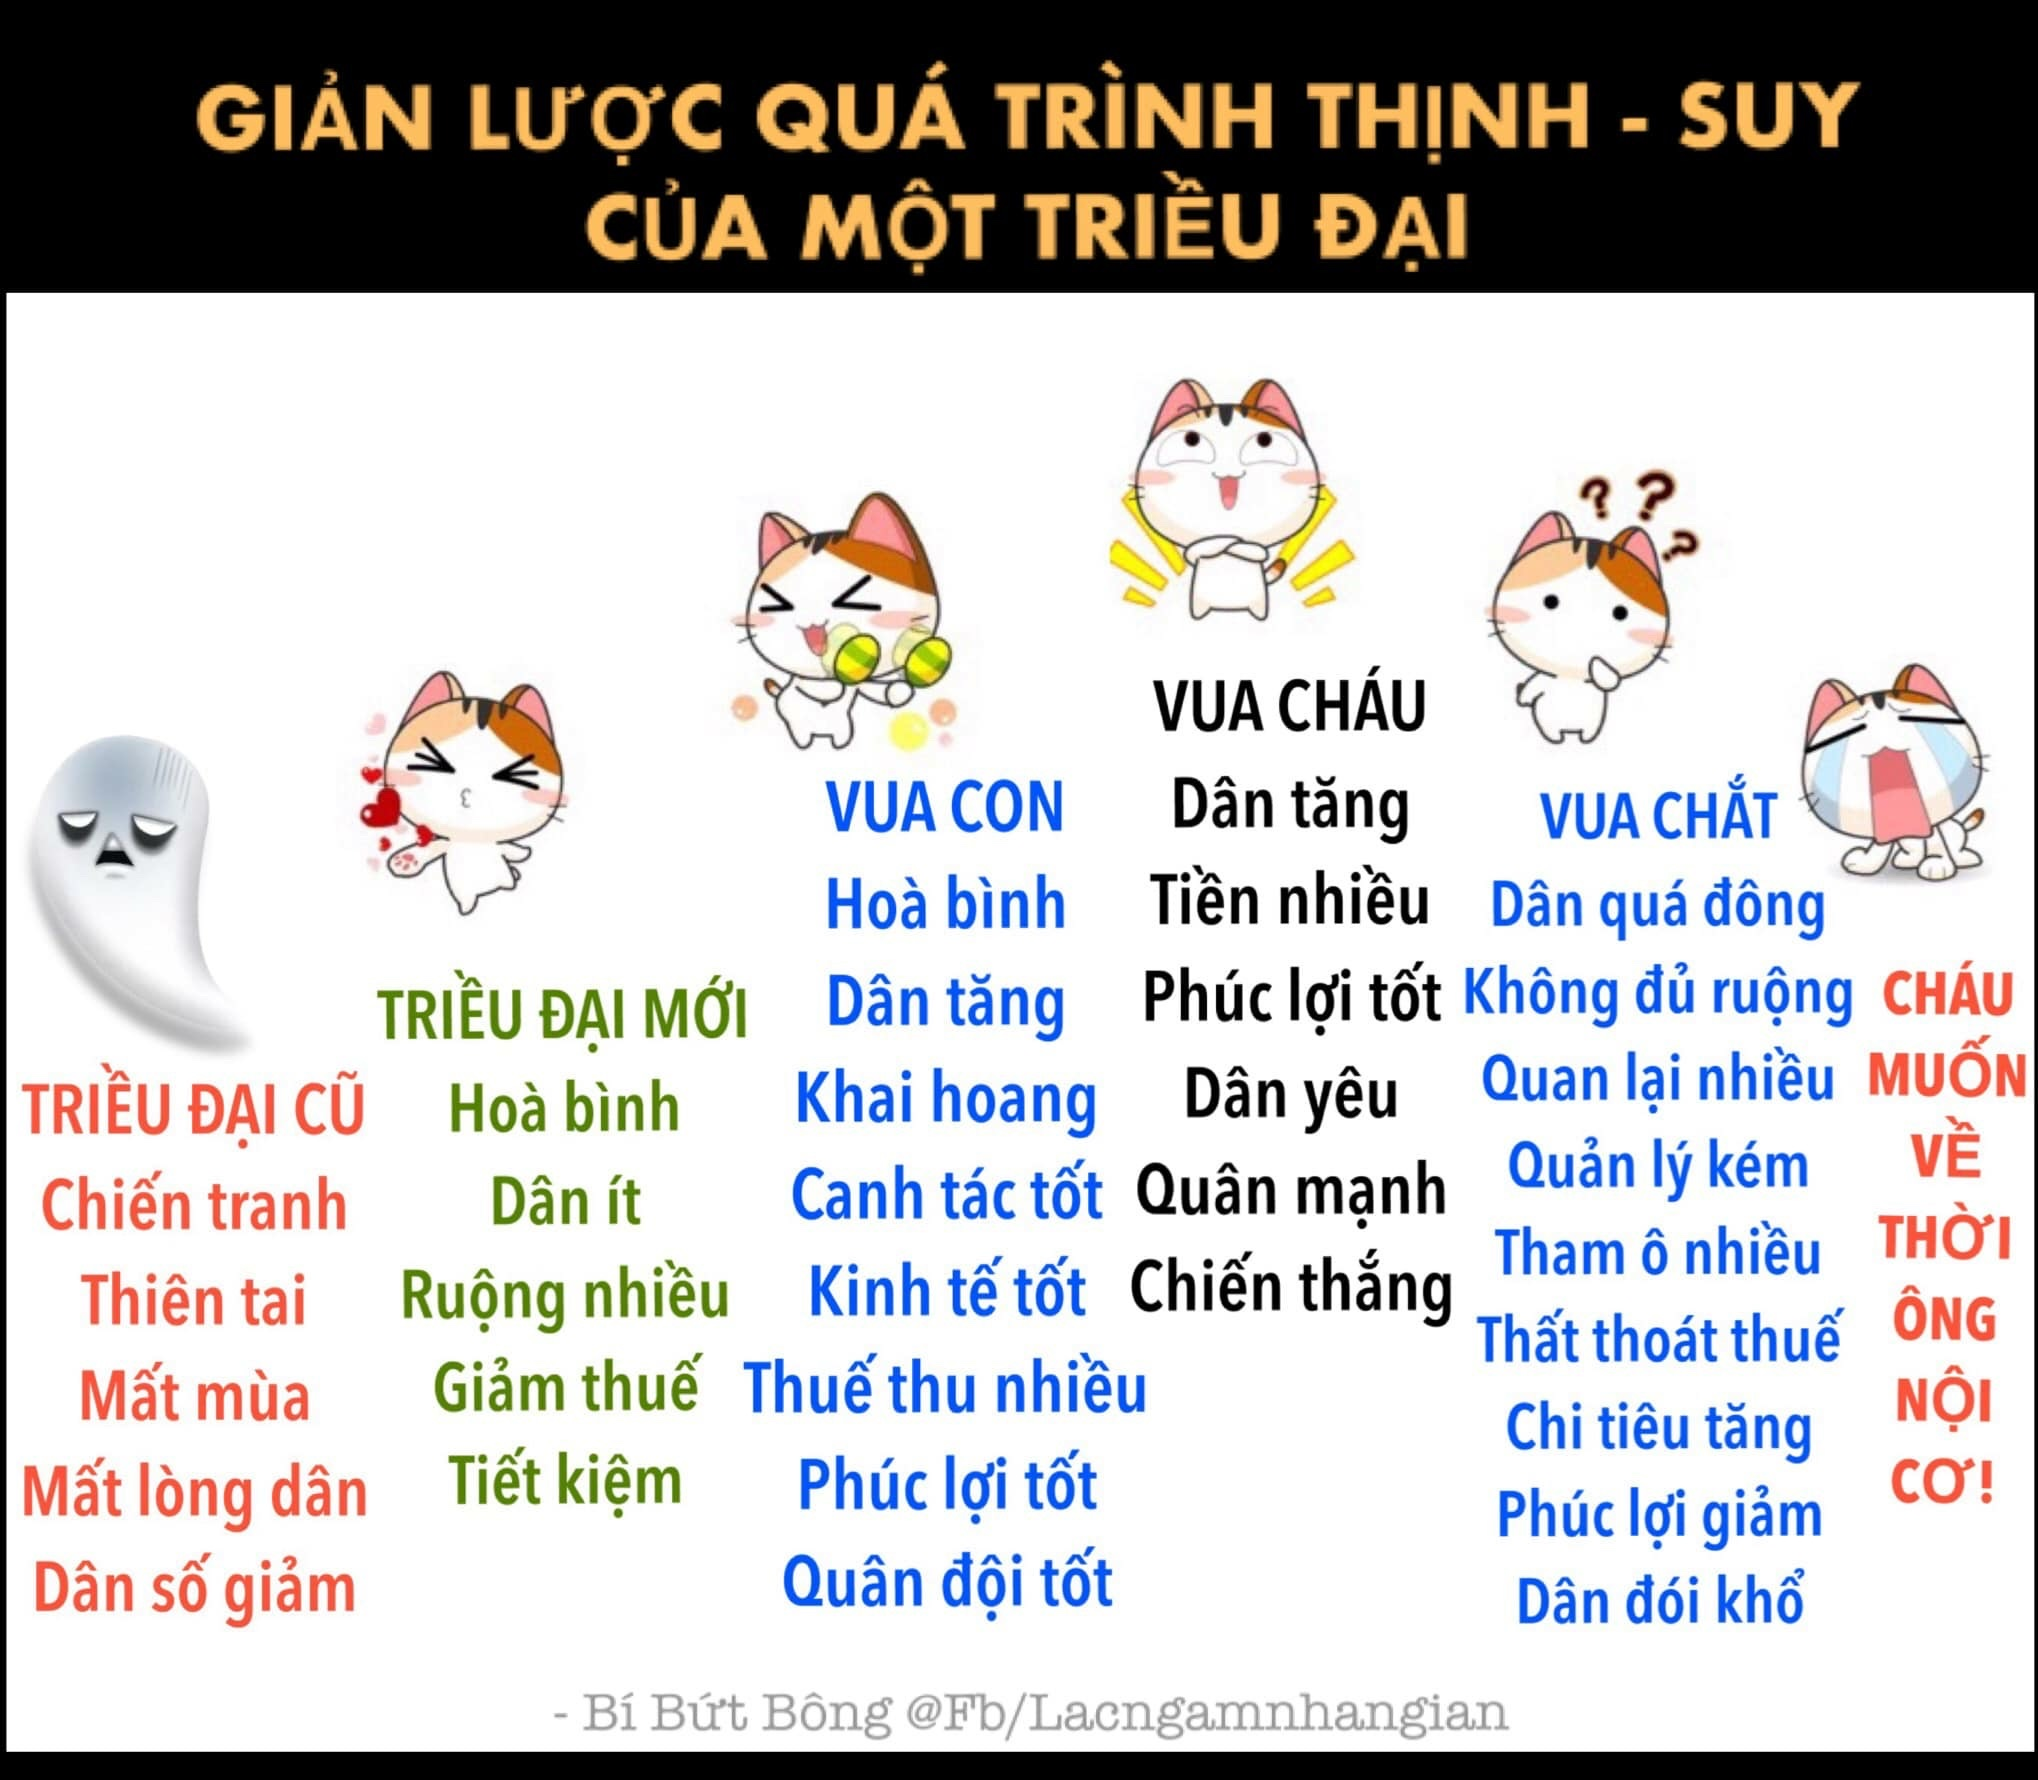 GIẢN LƯỢC QUÁ TRÌNH THỊNH - SUY
CỦA MỘT TRIỀU ĐẠI
? ? ?
TRIỀU ĐẠI CŨ
Chiến tranh
Thiên tai
Mất mùa
Mất lòng dân
Dân số giảm
TRIỀU ĐẠI MỚI
Hoà bình
Dân ít
Ruộng nhiều
Giảm thuế
Tiết kiệm
VUA CON
Hoà bình
Dân tăng
Khai hoang
Canh tác tốt
Kinh tế tốt
Thuế thu nhiều
Phúc lợi tốt
Quân đội tốt
VUA CHÁU
Dân tăng
Tiền nhiều
Phúc lợi tốt
Dân yêu
Quân mạnh
Chiến thắng
VUA CHẮT
Dân quá đông
Không đủ ruộng
Quan lại nhiều
Quản lý kém
Tham ô nhiều
Thất thoát thuế
Chi tiêu tăng
Phúc lợi giảm
Dân đói khổ
CHÁU
MUỐN
VỀ
THỜI
ÔNG
NỘI
CƠ!
- Bí Bứt Bông @Fb/Lacngamnhangian